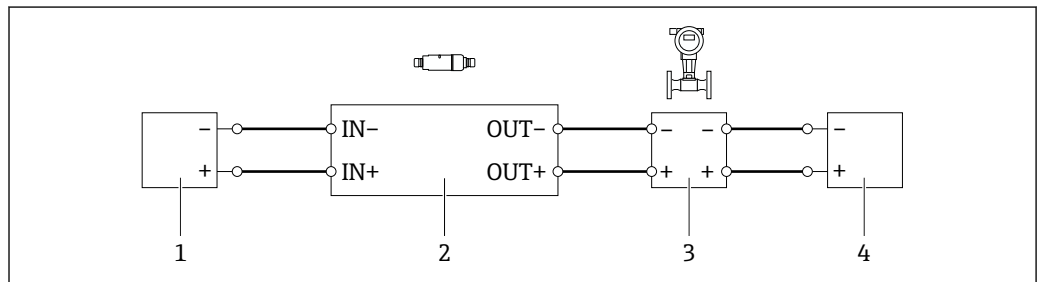 − IN− OUT− − − −
+ IN+ OUT+ + + +
1 2 3 4